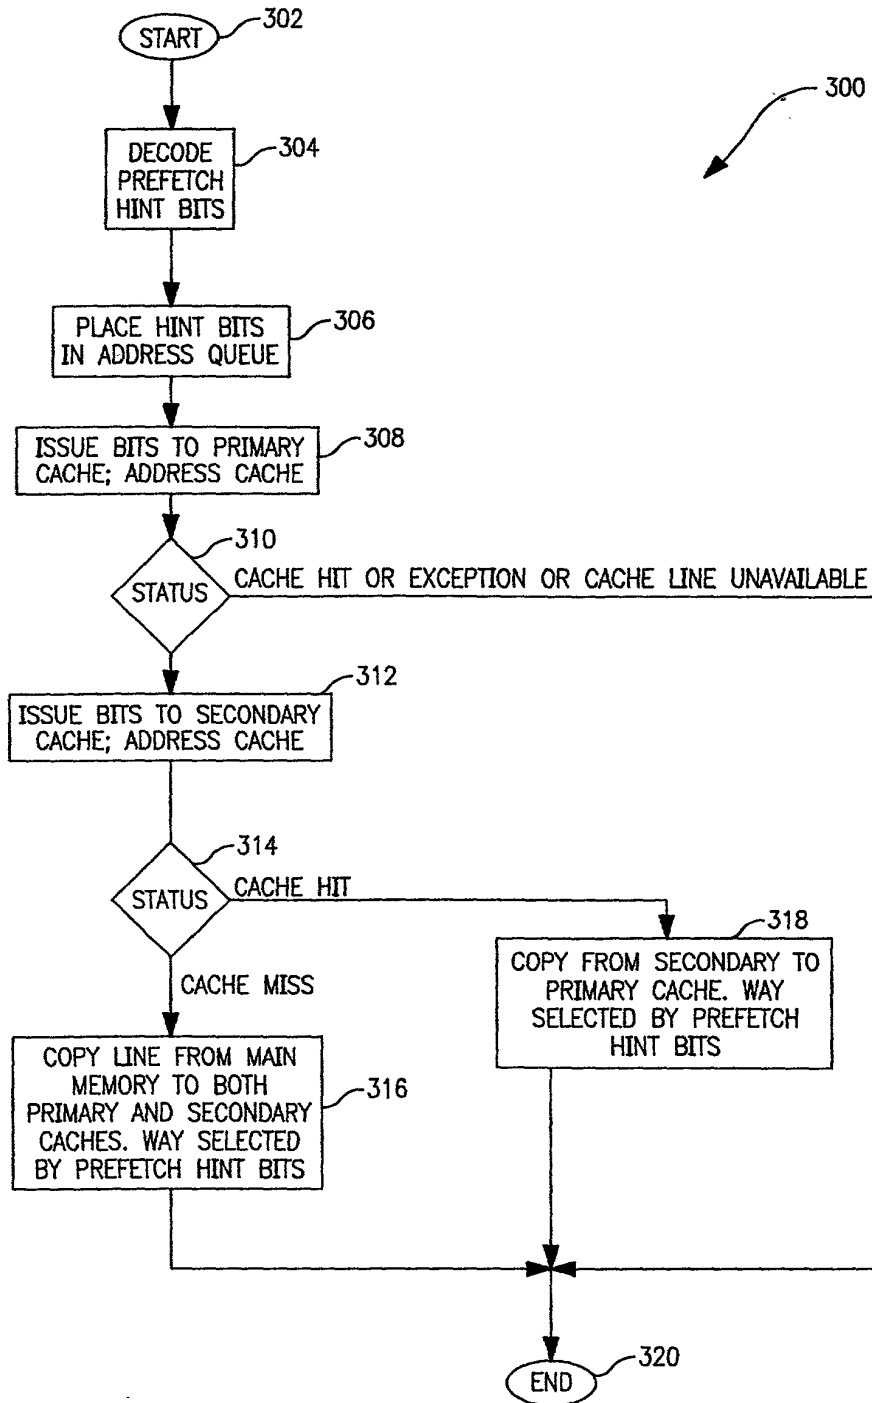 302
START
300
304
DECODE
PREFETCH
HINT BITS
306
PLACE HINT BITS
IN ADDRESS QUEUE
308
ISSUE BITS TO PRIMARY
CACHE; ADDRESS CACHE
310
STATUS
CACHE HIT OR EXCEPTION OR CACHE LINE UNAVAILABLE
312
ISSUE BITS TO SECONDARY
CACHE; ADDRESS CACHE
314
STATUS
CACHE HIT
318
COPY FROM SECONDARY TO
PRIMARY CACHE. WAY
SELECTED BY PREFETCH
HINT BITS
CACHE MISS
COPY LINE FROM MAIN
MEMORY TO BOTH
PRIMARY AND SECONDARY
CACHES. WAY SELECTED
BY PREFETCH HINT BITS
316
320
END